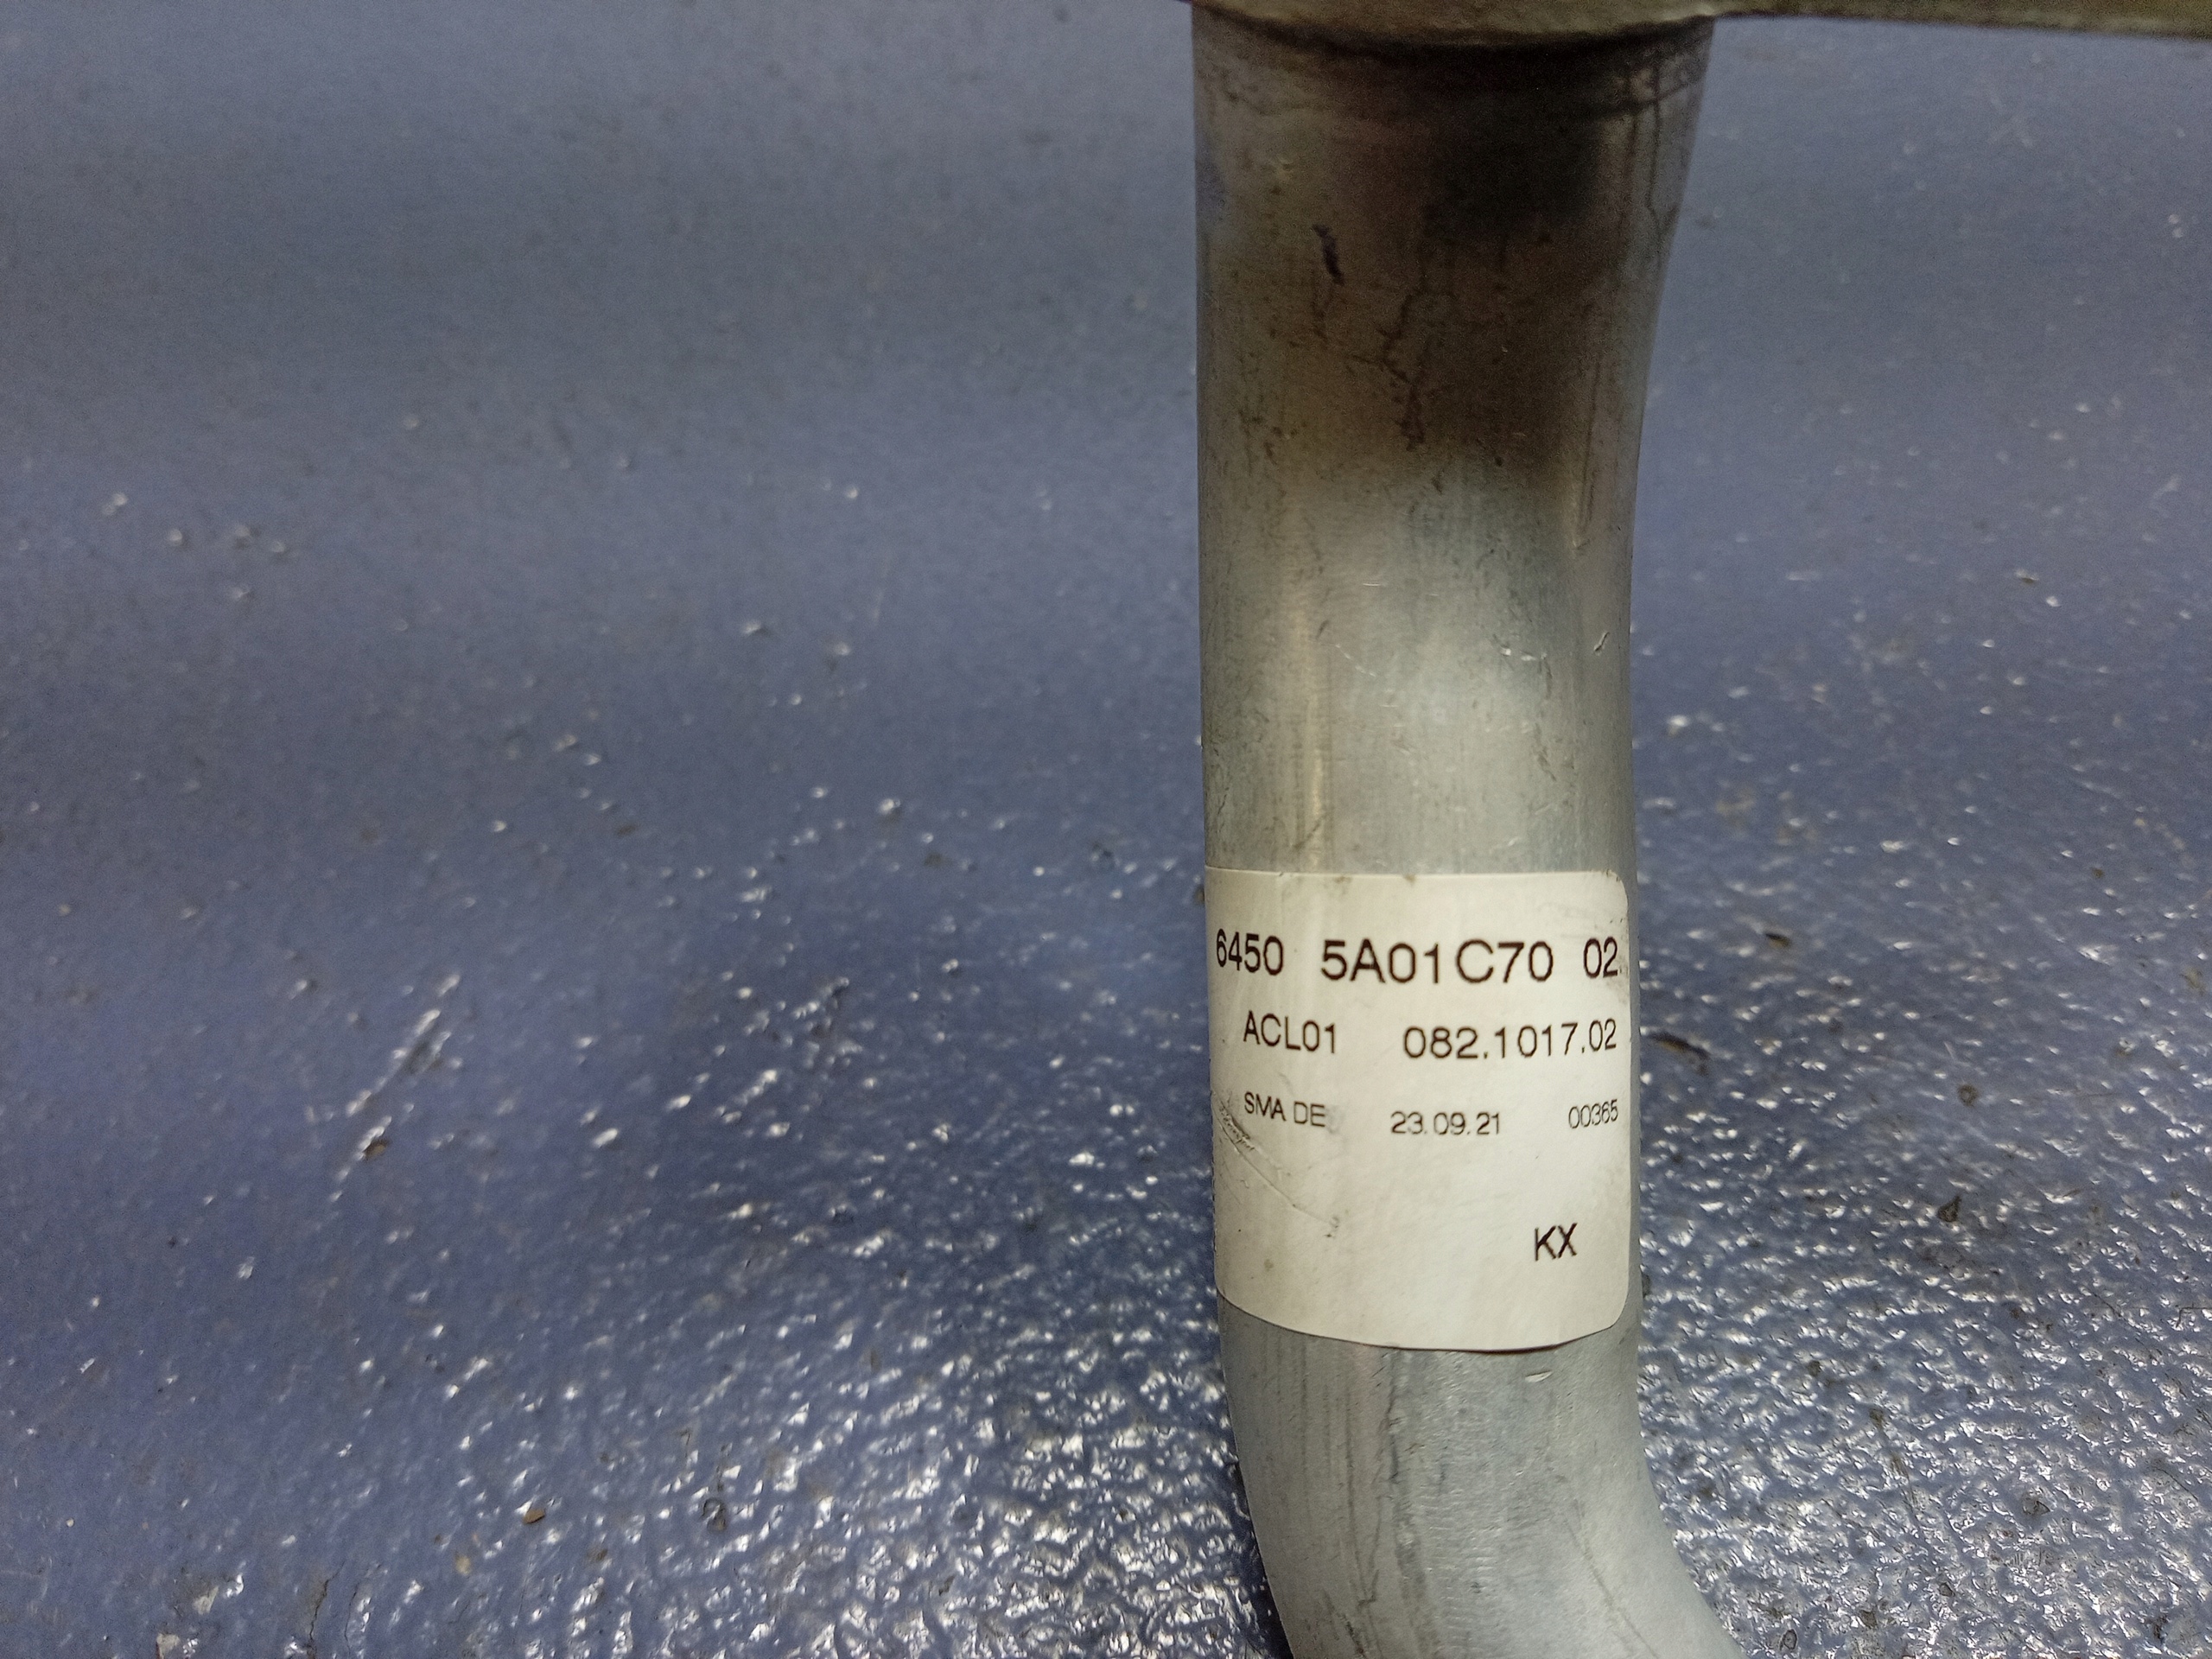 6450 5A01C70 02
ACL01 082.1017.02
SMA DE 23.09.21 00365
KX